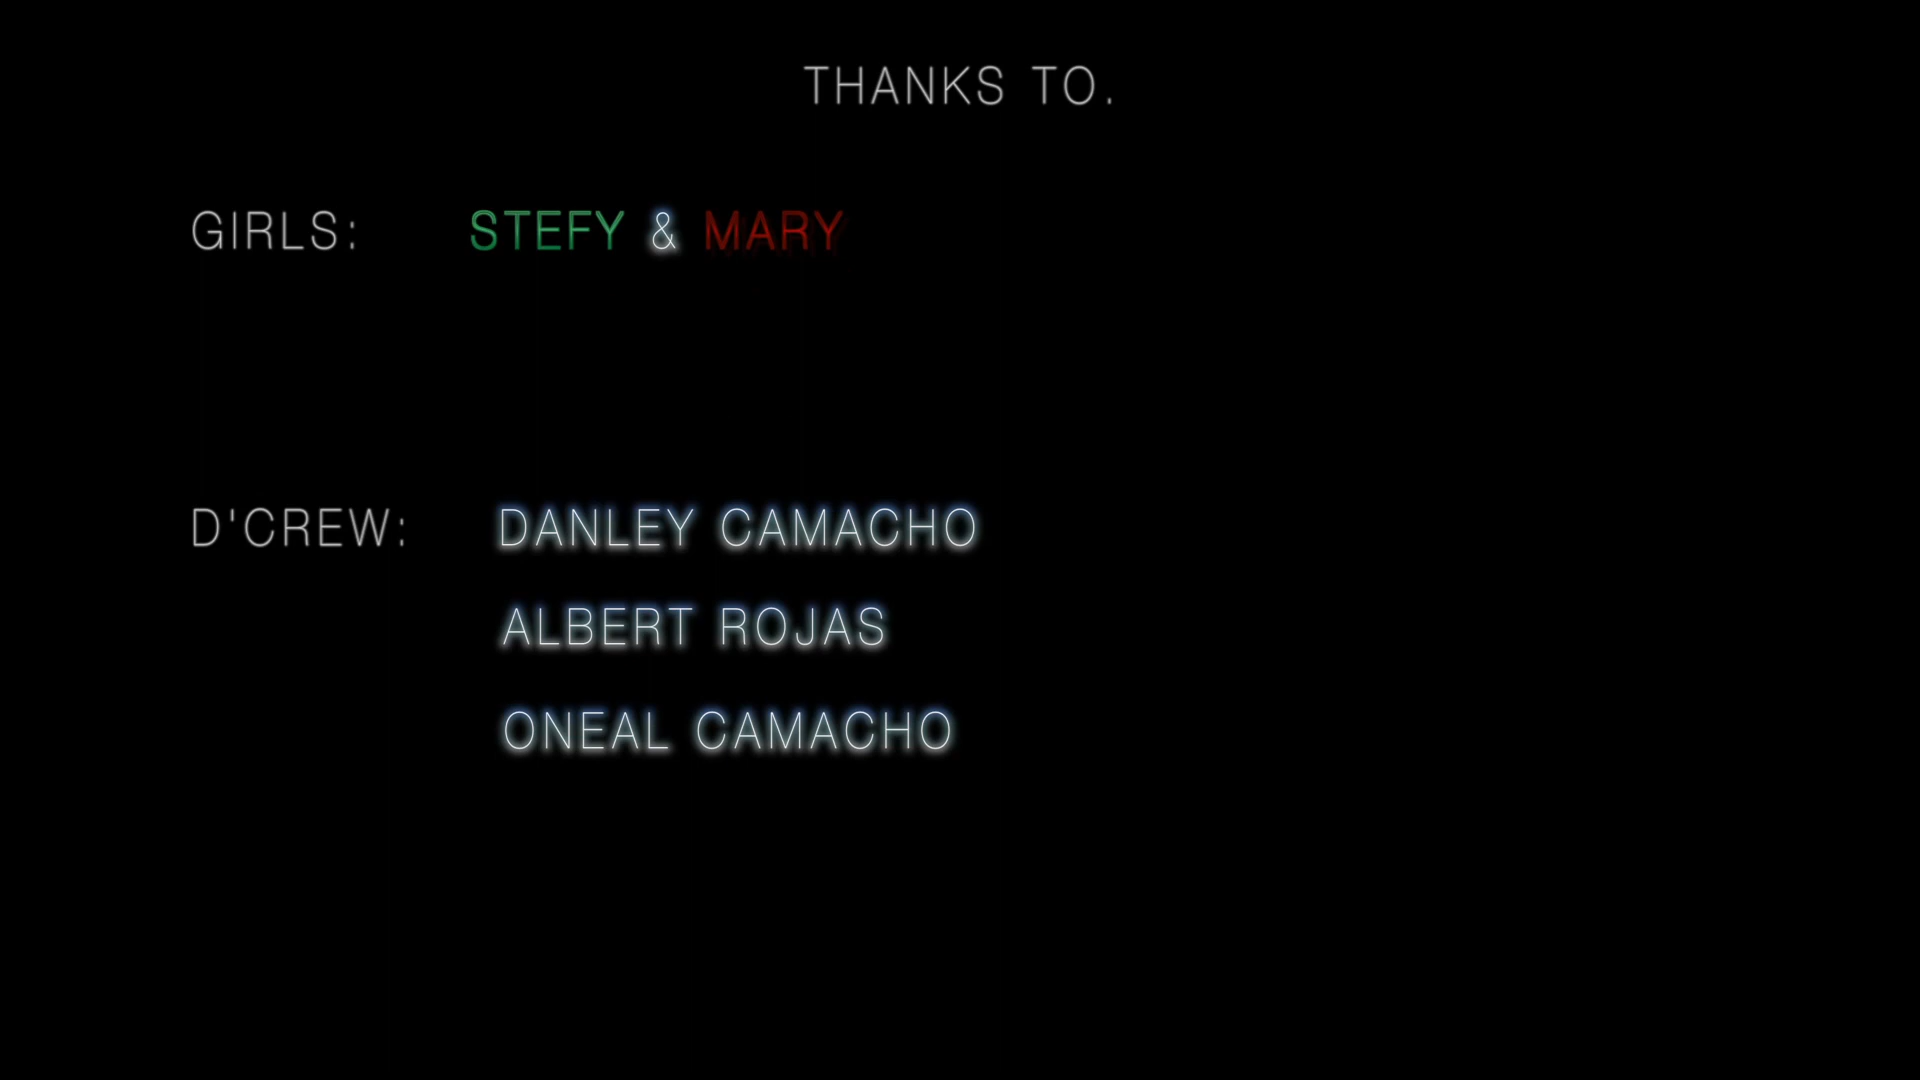 THANKS TO.
GIRLS: STEFY & MARY
D'CREW: DANLEY CAMACHO
ALBERT ROJAS
ONEAL CAMACHO